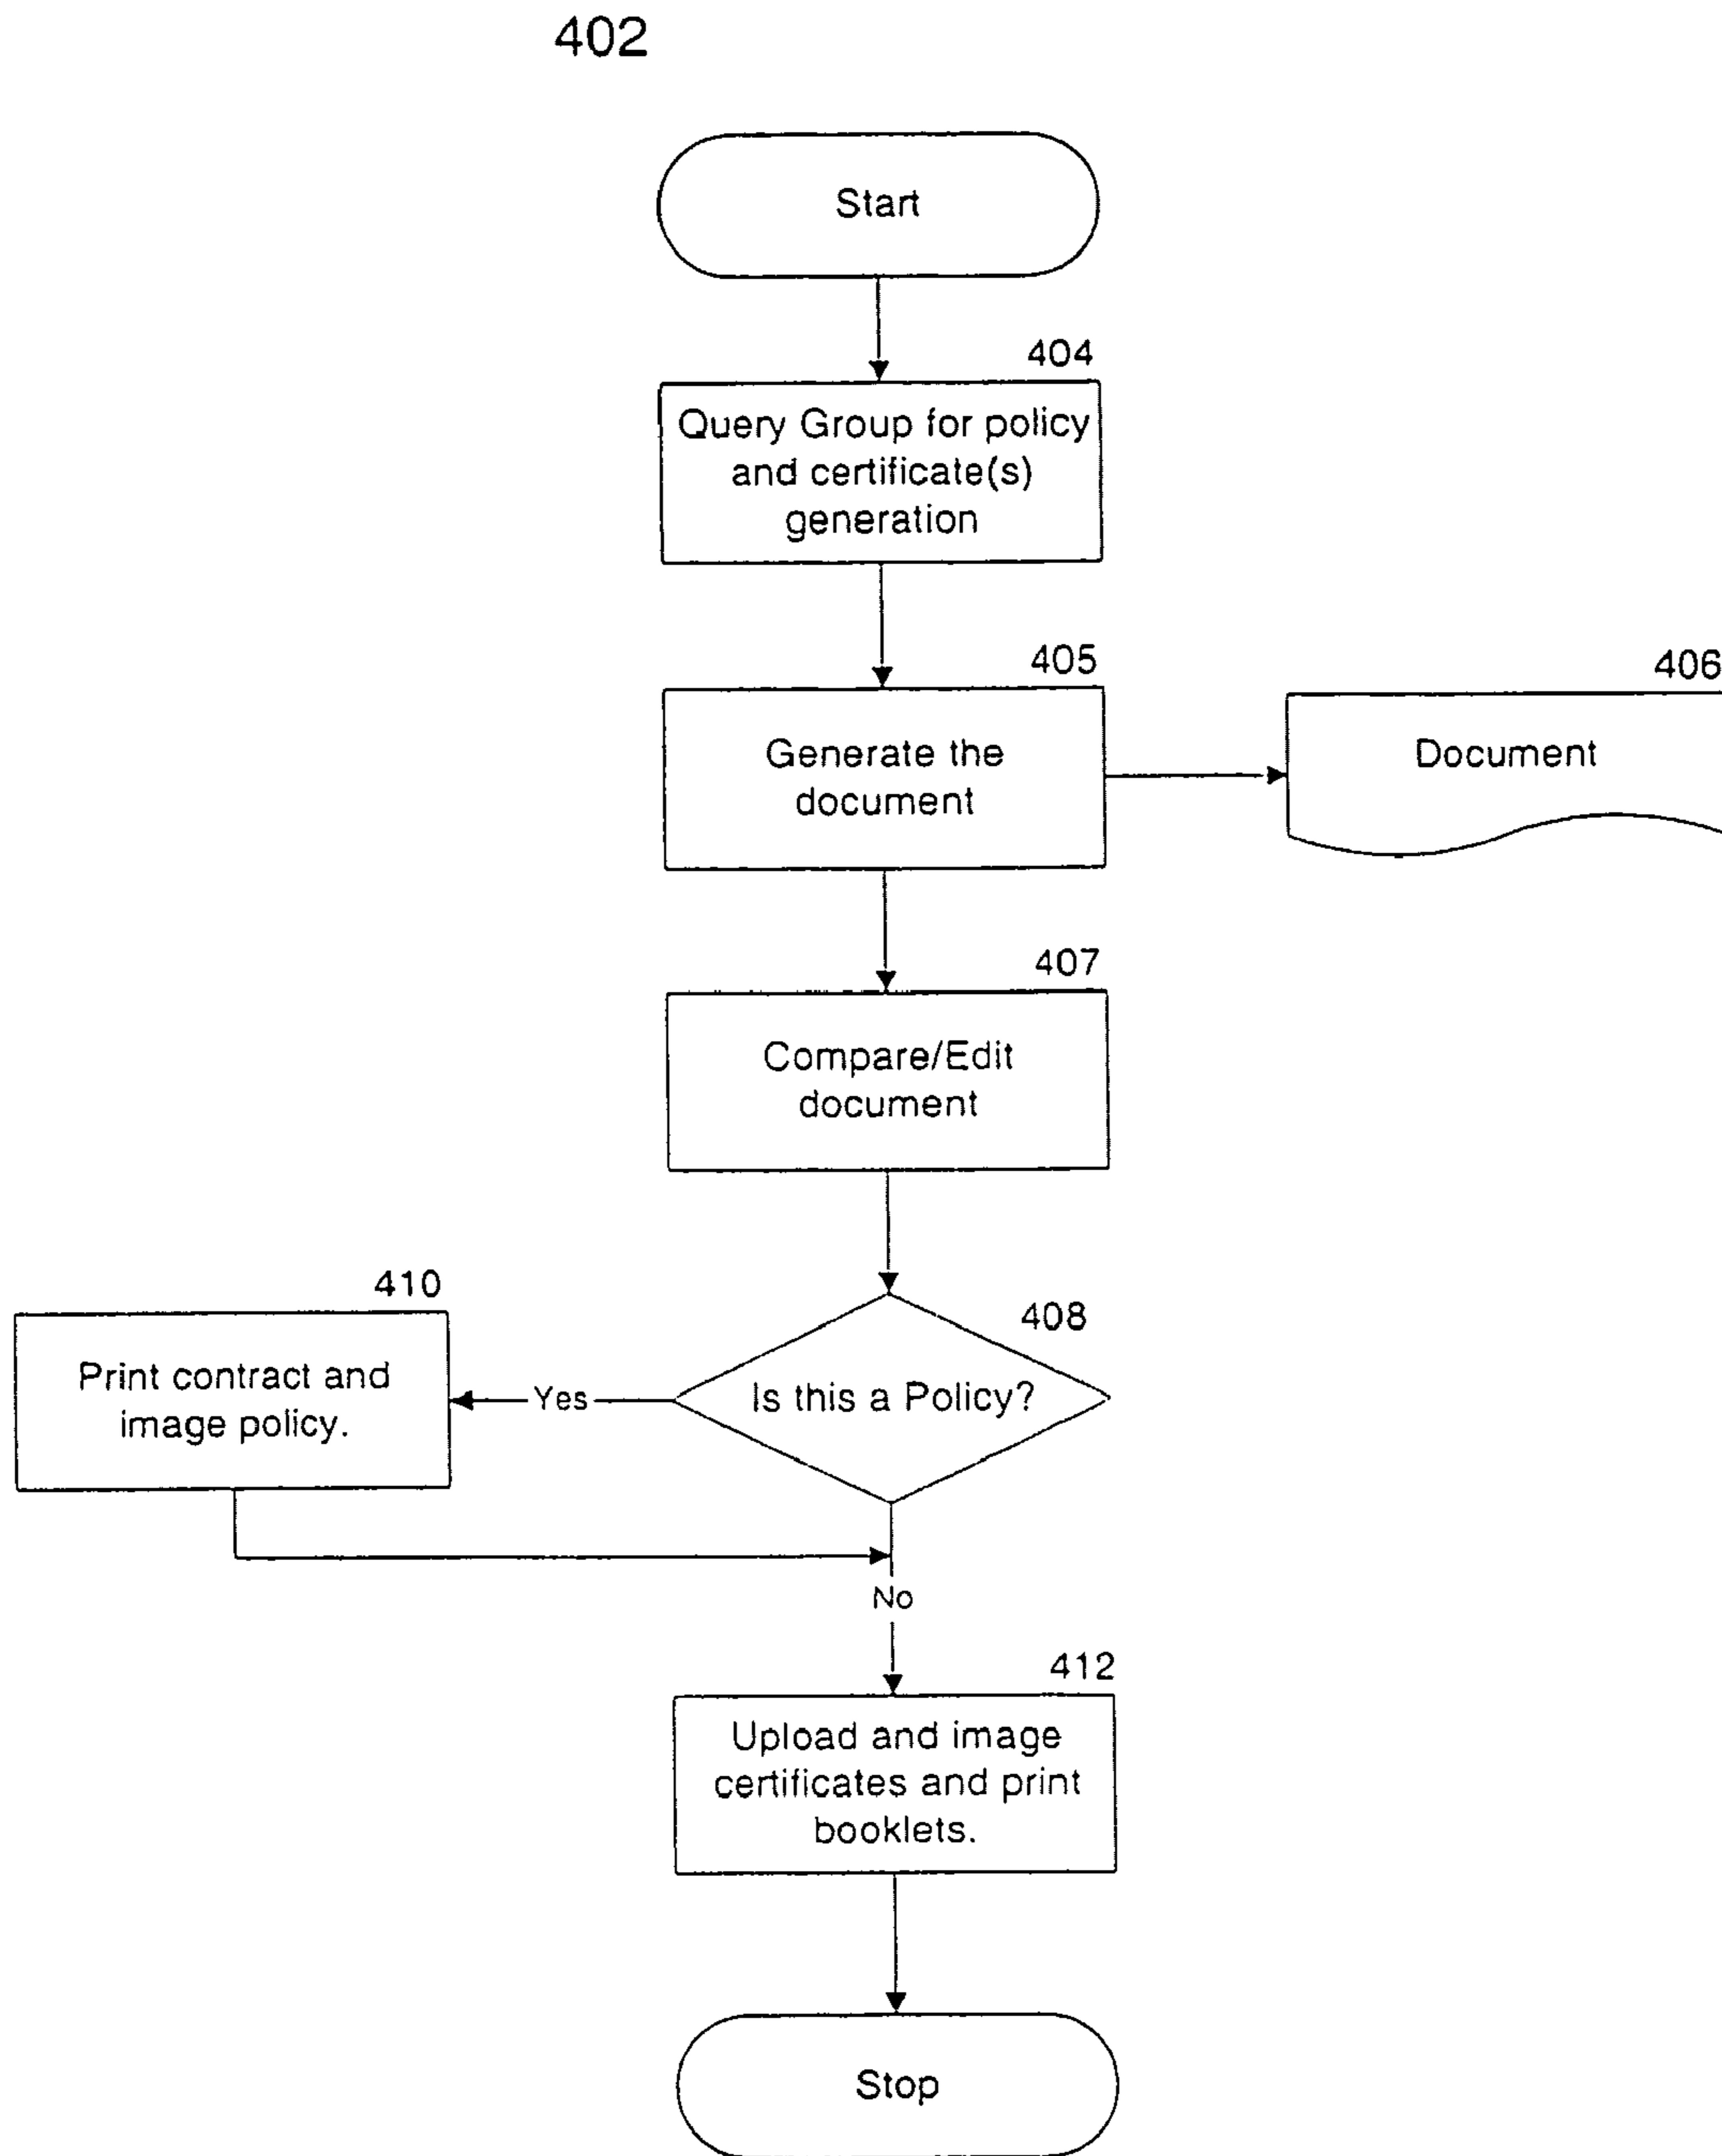 402
Start
404
Query Group for policy
and certificate(s)
generation
405
Generate the
document
406
Document
407
Compare/Edit
document
408
Is this a Policy?
Yes
410
Print contract and
image policy.
No
412
Upload and image
certificates and print
booklets.
Stop